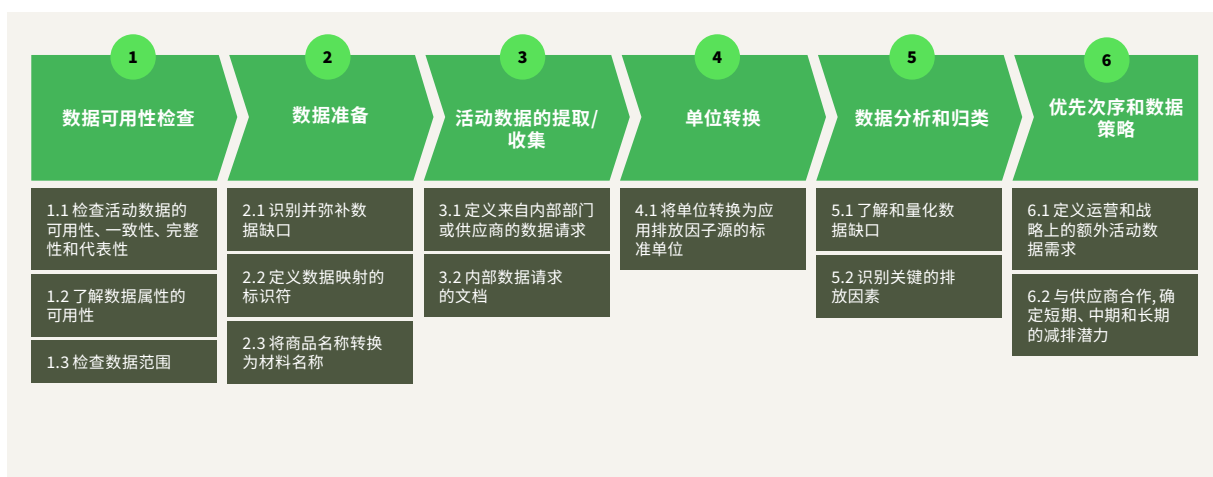 1
数据可用性检查
1.1 检查活动数据的
可用性、一致性、完整
性和代表性
1.2 了解数据属性的
可用性
1.3 检查数据范围
2
数据准备
2.1 识别并弥补数
据缺口
2.2 定义数据映射的
标识符
2.3 将商品名称转换
为材料名称
3
活动数据的提取/
收集
3.1 定义来自内部部门
或供应商的数据请求
3.2 内部数据请求
的文档
4
单位转换
4.1 将单位转换为应
用排放因子源的标
准单位
5
数据分析和归类
5.1 了解和量化数
据缺口
5.2 识别关键的排
放因素
6
优先次序和数据
策略
6.1 定义运营和战
略上的额外活动数
据需求
6.2 与供应商合作,确
定短期、中期和长期
的减排潜力